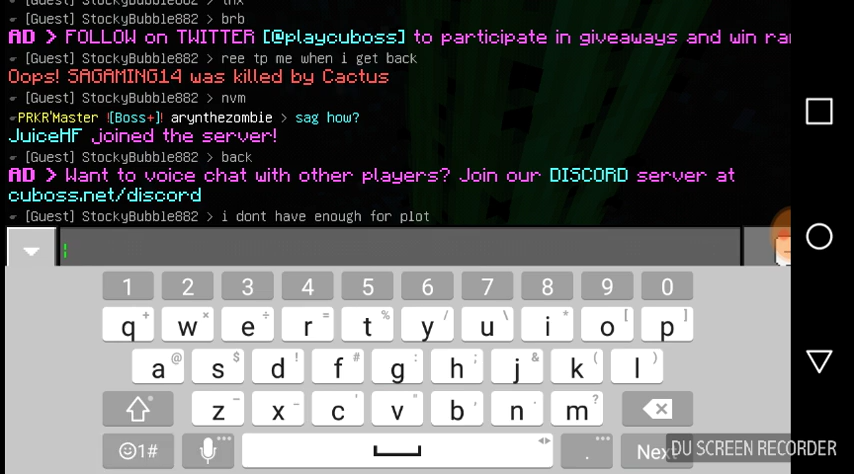 [Guest] StockyBubble882 > thx
[Guest] StockyBubble882 > brb
AD > FOLLOW on TWITTER [@playcuboss] to participate in giveaways and win
[Guest] StockyBubble882 > ree tp me when i get back
Oops! SAGAMING14 was killed by Cactus
[Guest] StockyBubble882 > nvm
PRKR'Master ![Boss+]! arynthezombie > sag how?
JuiceHF joined the server!
[Guest] StockyBubble882 > back
AD > Want to voice chat with other players? Join our DISCORD server at
cuboss.net/discord
[Guest] StockyBubble882 > i dont have enough for plot
1 2 3 4 5 6 7 8 9 0
q + w × e ÷ r = t % y / u \ i * o [ p ]
a @ s $ d ! f # g : h ; j & k ( l )
z - x _ c ' v " b , n . m ?
☺1# . Next
DU SCREEN RECORDER